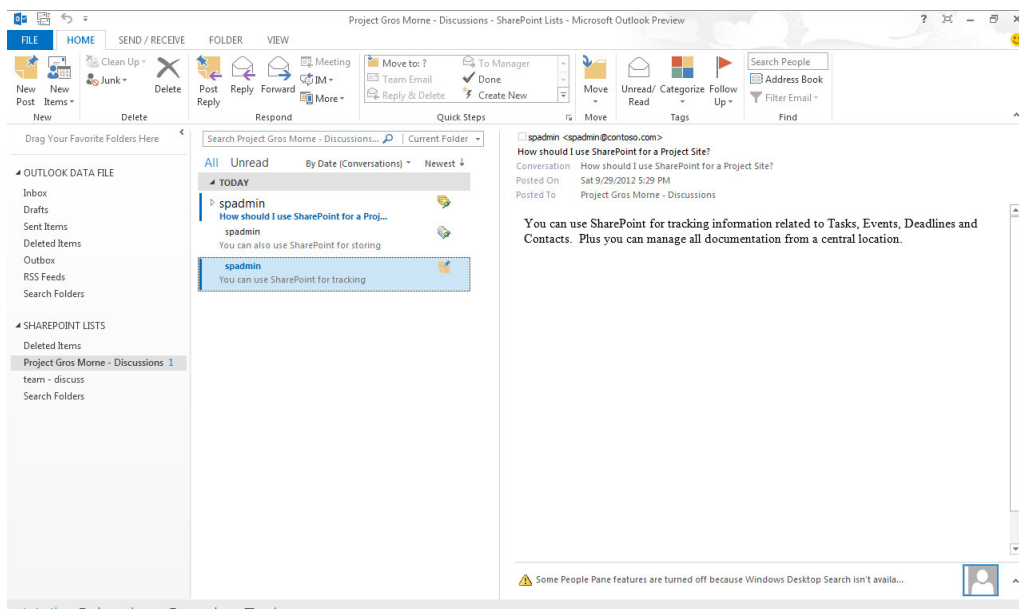 Project Gros Morne - Discussions - SharePoint Lists - Microsoft Outlook Preview
FILE HOME SEND / RECEIVE FOLDER VIEW
New Post
New Items
Clean Up
Junk
Delete
Post Reply
Reply
Forward
Meeting
IM
More
Move to: ?
Team Email
Reply & Delete
To Manager
Done
Create New
Move
Unread/ Read
Categorize
Follow Up
Search People
Address Book
Filter Email
New Delete Respond Quick Steps Move Tags Find
Drag Your Favorite Folders Here
OUTLOOK DATA FILE
Inbox
Drafts
Sent Items
Deleted Items
Outbox
RSS Feeds
Search Folders
SHAREPOINT LISTS
Deleted Items
Project Gros Morne - Discussions 1
team - discuss
Search Folders
Search Project Gros Morne - Discussions... Current Folder
All Unread By Date (Conversations) Newest
TODAY
spadmin
How should I use SharePoint for a Proj...
spadmin
You can also use SharePoint for storing
spadmin
You can use SharePoint for tracking
spadmin <spadmin@contoso.com>
How should I use SharePoint for a Project Site?
Conversation How should I use SharePoint for a Project Site?
Posted On Sat 9/29/2012 5:29 PM
Posted To Project Gros Morne - Discussions
You can use SharePoint for tracking information related to Tasks, Events, Deadlines and
Contacts. Plus you can manage all documentation from a central location.
Some People Pane features are turned off because Windows Desktop Search isn't availa...